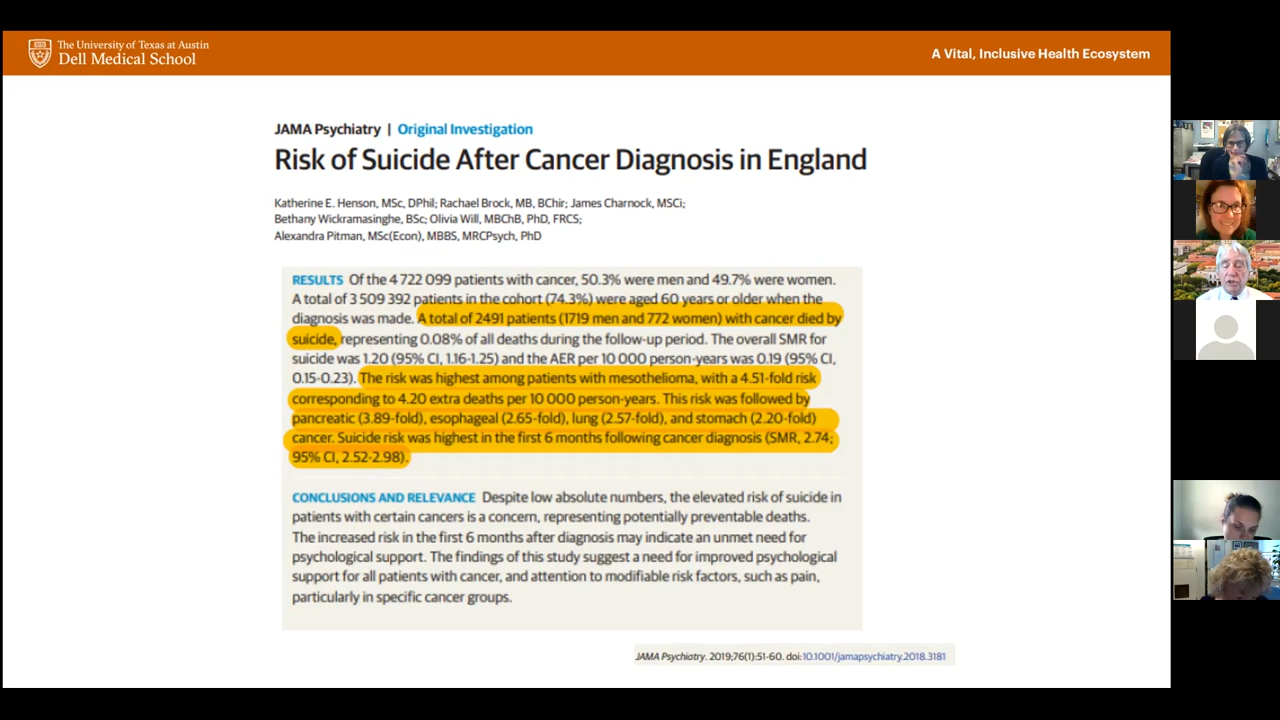 The University of Texas at Austin
Dell Medical School
A Vital, Inclusive Health Ecosystem
JAMA Psychiatry | Original Investigation
Risk of Suicide After Cancer Diagnosis in England
Katherine E. Henson, MSc, DPhil; Rachael Brock, MB, BChir; James Charnock, MSCi;
Bethany Wickramasinghe, BSc; Olivia Will, MBChB, PhD, FRCS;
Alexandra Pitman, MSc(Econ), MBBS, MRCPsych, PhD
RESULTS Of the 4 722 099 patients with cancer, 50.3% were men and 49.7% were women.
A total of 3 509 392 patients in the cohort (74.3%) were aged 60 years or older when the
diagnosis was made. A total of 2491 patients (1719 men and 772 women) with cancer died by
suicide, representing 0.08% of all deaths during the follow-up period. The overall SMR for
suicide was 1.20 (95% CI, 1.16-1.25) and the AER per 10 000 person-years was 0.19 (95% CI,
0.15-0.23). The risk was highest among patients with mesothelioma, with a 4.51-fold risk
corresponding to 4.20 extra deaths per 10 000 person-years. This risk was followed by
pancreatic (3.89-fold), esophageal (2.65-fold), lung (2.57-fold), and stomach (2.20-fold)
cancer. Suicide risk was highest in the first 6 months following cancer diagnosis (SMR, 2.74;
95% CI, 2.52-2.98).
CONCLUSIONS AND RELEVANCE Despite low absolute numbers, the elevated risk of suicide in
patients with certain cancers is a concern, representing potentially preventable deaths.
The increased risk in the first 6 months after diagnosis may indicate an unmet need for
psychological support. The findings of this study suggest a need for improved psychological
support for all patients with cancer, and attention to modifiable risk factors, such as pain,
particularly in specific cancer groups.
JAMA Psychiatry. 2019;76(1):51-60. doi:10.1001/jamapsychiatry.2018.3181